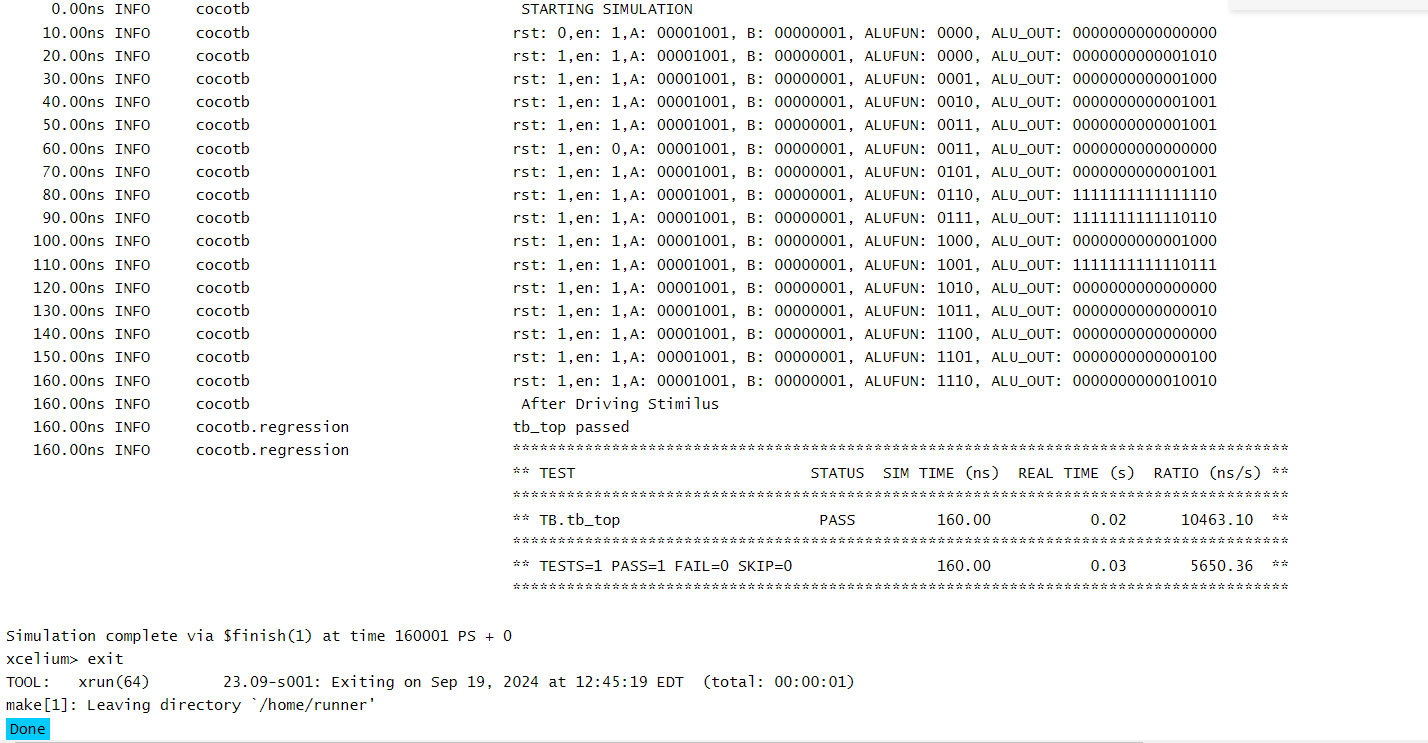 0.00ns INFO     cocotb                              STARTING SIMULATION
10.00ns INFO     cocotb                             rst: 0,en: 1,A: 00001001, B: 00000001, ALUFUN: 0000, ALU_OUT: 0000000000000000
20.00ns INFO     cocotb                             rst: 1,en: 1,A: 00001001, B: 00000001, ALUFUN: 0000, ALU_OUT: 0000000000001010
30.00ns INFO     cocotb                             rst: 1,en: 1,A: 00001001, B: 00000001, ALUFUN: 0001, ALU_OUT: 0000000000001000
40.00ns INFO     cocotb                             rst: 1,en: 1,A: 00001001, B: 00000001, ALUFUN: 0010, ALU_OUT: 0000000000001001
50.00ns INFO     cocotb                             rst: 1,en: 1,A: 00001001, B: 00000001, ALUFUN: 0011, ALU_OUT: 0000000000001001
60.00ns INFO     cocotb                             rst: 1,en: 0,A: 00001001, B: 00000001, ALUFUN: 0011, ALU_OUT: 0000000000000000
70.00ns INFO     cocotb                             rst: 1,en: 1,A: 00001001, B: 00000001, ALUFUN: 0101, ALU_OUT: 0000000000001001
80.00ns INFO     cocotb                             rst: 1,en: 1,A: 00001001, B: 00000001, ALUFUN: 0110, ALU_OUT: 1111111111111110
90.00ns INFO     cocotb                             rst: 1,en: 1,A: 00001001, B: 00000001, ALUFUN: 0111, ALU_OUT: 1111111111110110
100.00ns INFO     cocotb                             rst: 1,en: 1,A: 00001001, B: 00000001, ALUFUN: 1000, ALU_OUT: 0000000000001000
110.00ns INFO     cocotb                             rst: 1,en: 1,A: 00001001, B: 00000001, ALUFUN: 1001, ALU_OUT: 1111111111110111
120.00ns INFO     cocotb                             rst: 1,en: 1,A: 00001001, B: 00000001, ALUFUN: 1010, ALU_OUT: 0000000000000000
130.00ns INFO     cocotb                             rst: 1,en: 1,A: 00001001, B: 00000001, ALUFUN: 1011, ALU_OUT: 0000000000000010
140.00ns INFO     cocotb                             rst: 1,en: 1,A: 00001001, B: 00000001, ALUFUN: 1100, ALU_OUT: 0000000000000000
150.00ns INFO     cocotb                             rst: 1,en: 1,A: 00001001, B: 00000001, ALUFUN: 1101, ALU_OUT: 0000000000000100
160.00ns INFO     cocotb                             rst: 1,en: 1,A: 00001001, B: 00000001, ALUFUN: 1110, ALU_OUT: 0000000000010010
160.00ns INFO     cocotb                              After Driving Stimilus
160.00ns INFO     cocotb.regression                  tb_top passed
160.00ns INFO     cocotb.regression                  **************************************************************************************
** TEST                          STATUS  SIM TIME (ns)  REAL TIME (s)  RATIO (ns/s) **
**************************************************************************************
** TB.tb_top                      PASS         160.00           0.02      10463.10  **
**************************************************************************************
** TESTS=1 PASS=1 FAIL=0 SKIP=0                160.00           0.03       5650.36  **
**************************************************************************************
Simulation complete via $finish(1) at time 160001 PS + 0
xcelium> exit
TOOL:   xrun(64)        23.09-s001: Exiting on Sep 19, 2024 at 12:45:19 EDT  (total: 00:00:01)
make[1]: Leaving directory `/home/runner'
Done